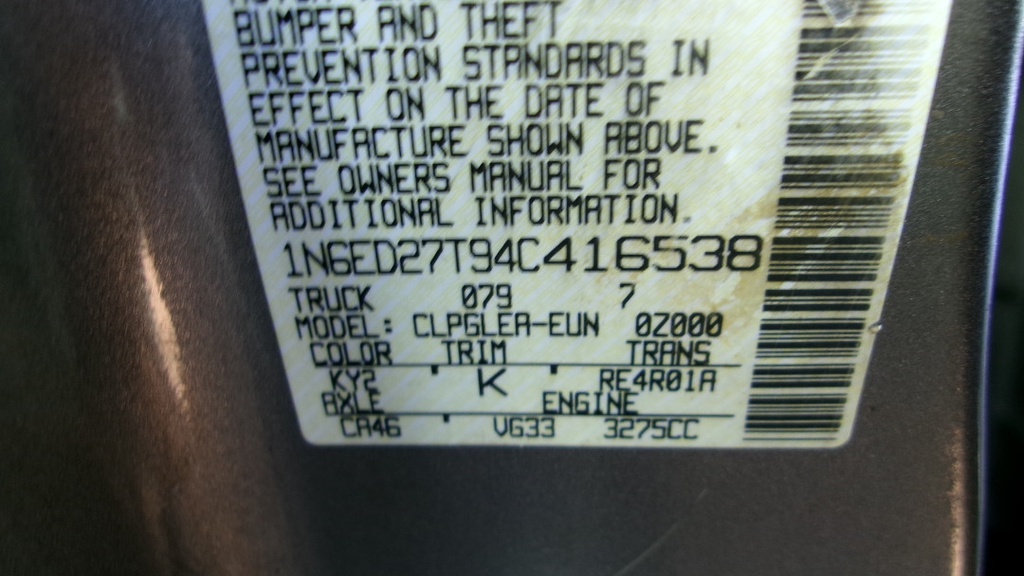 BUMPER AND THEFT
PREVENTION STANDARDS IN
EFFECT ON THE DATE OF
MANUFACTURE SHOWN ABOVE.
SEE OWNERS MANUAL FOR
ADDITIONAL INFORMATION.
1N6ED27T94C416538
TRUCK 079 7
MODEL: CLPGLEA-EUN 0Z000
COLOR TRIM TRANS
KY2 K RE4R01A
AXLE ENGINE
CA46 VG33 3275CC